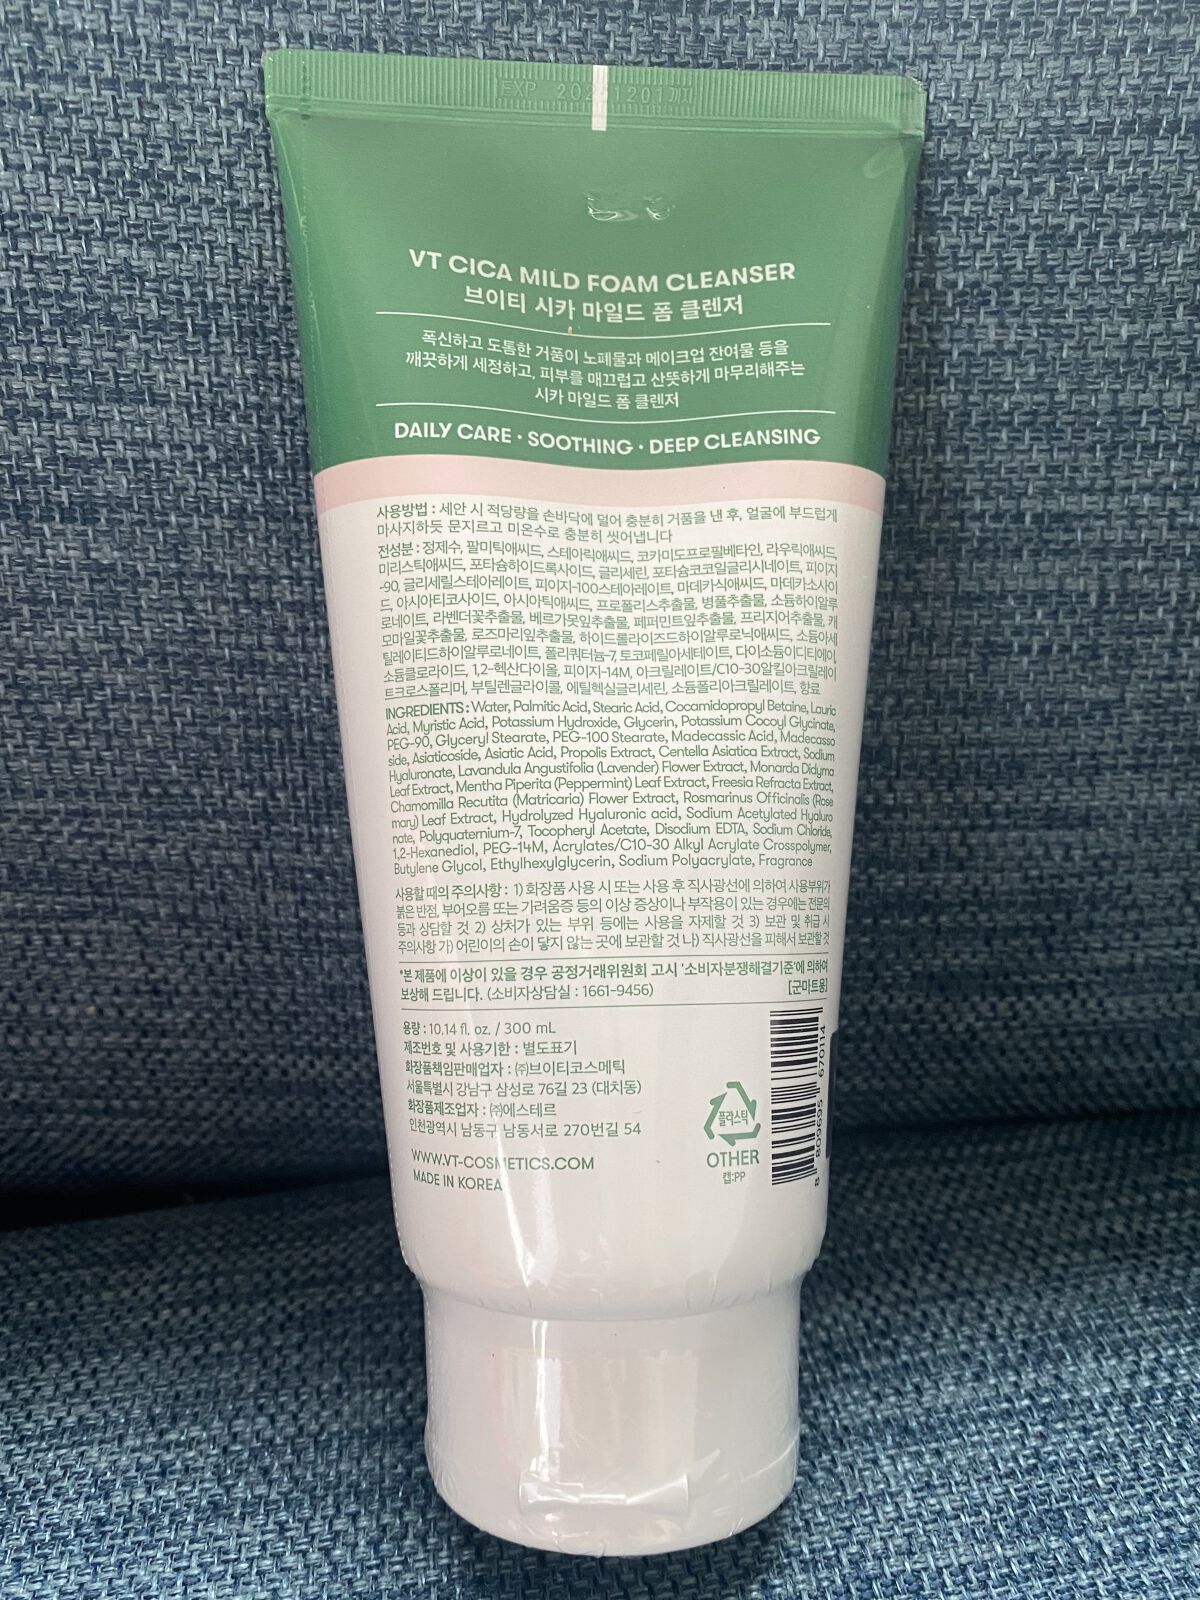 VT CICA MILD FOAM CLEANSER
브이티 시카 마일드 폼 클렌저
폭신하고 도톰한 거품이 노폐물과 메이크업 잔여물 등을
깨끗하게 세정하고, 피부를 매끄럽고 산뜻하게 마무리해주는
시카 마일드 폼 클렌저
DAILY CARE · SOOTHING · DEEP CLEANSING
사용방법 : 세안 시 적당량을 손바닥에 덜어 충분히 거품을 낸 후, 얼굴에 부드럽게
마사지하듯 문지르고 미온수로 충분히 씻어냅니다
전성분 : 정제수, 팔미틱애씨드, 스테아릭애씨드, 코카미도프로필베타인, 라우릭애씨드,
미리스틱애씨드, 포타슘하이드록사이드, 글리세린, 포타슘코코일글리시네이트, 피이지
-90, 글리세릴스테아레이트, 피이지-100스테아레이트, 마데카식애씨드, 마데카소사이
드, 아시아티코사이드, 아시아틱애씨드, 프로폴리스추출물, 병풀추출물, 소듐하이알루
로네이트, 라벤더꽃추출물, 베르가못잎추출물, 페퍼민트잎추출물, 프리지어추출물, 캐
모마일꽃추출물, 로즈마리잎추출물, 하이드롤라이즈드하이알루로닉애씨드, 소듐아세
틸레이티드하이알루로네이트, 폴리쿼터늄-7, 토코페릴아세테이트, 다이소듐이디티에이,
소듐클로라이드, 1,2-헥산다이올, 피이지-14M, 아크릴레이트/C10-30알킬아크릴레이
트크로스폴리머, 부틸렌글라이콜, 에틸헥실글리세린, 소듐폴리아크릴레이트, 향료
INGREDIENTS : Water, Palmitic Acid, Stearic Acid, Cocamidopropyl Betaine, Lauric
Acid, Myristic Acid, Potassium Hydroxide, Glycerin, Potassium Cocoyl Glycinate,
PEG-90, Glyceryl Stearate, PEG-100 Stearate, Madecassic Acid, Madecasso
side, Asiaticoside, Asiatic Acid, Propolis Extract, Centella Asiatica Extract, Sodium
Hyaluronate, Lavandula Angustifolia (Lavender) Flower Extract, Monarda Didyma
Leaf Extract, Mentha Piperita (Peppermint) Leaf Extract, Freesia Refracta Extract,
Chamomilla Recutita (Matricaria) Flower Extract, Rosmarinus Officinalis (Rose
mary) Leaf Extract, Hydrolyzed Hyaluronic acid, Sodium Acetylated Hyaluro
nate, Polyquaternium-7, Tocopheryl Acetate, Disodium EDTA, Sodium Chloride,
1,2-Hexanediol, PEG-14M, Acrylates/C10-30 Alkyl Acrylate Crosspolymer,
Butylene Glycol, Ethylhexylglycerin, Sodium Polyacrylate, Fragrance
사용할 때의 주의사항 : 1) 화장품 사용 시 또는 사용 후 직사광선에 의하여 사용부위가
붉은 반점, 부어오름 또는 가려움증 등의 이상 증상이나 부작용이 있는 경우에는 전문의
등과 상담할 것 2) 상처가 있는 부위 등에는 사용을 자제할 것 3) 보관 및 취급 시
주의사항 가) 어린이의 손이 닿지 않는 곳에 보관할 것 나) 직사광선을 피해서 보관할 것
*본 제품에 이상이 있을 경우 공정거래위원회 고시 '소비자분쟁해결기준'에 의하여
보상해 드립니다. (소비자상담실 : 1661-9456)
[군마트용]
용량 : 10.14 fl. oz. / 300 mL
제조번호 및 사용기한 : 별도표기
화장품책임판매업자 : ㈜브이티코스메틱
서울특별시 강남구 삼성로 76길 23 (대치동)
화장품제조업자 : ㈜에스테르
인천광역시 남동구 남동서로 270번길 54
WWW.VT-COSMETICS.COM
MADE IN KOREA
플라스틱
OTHER
캡:PP
8 809695 670114